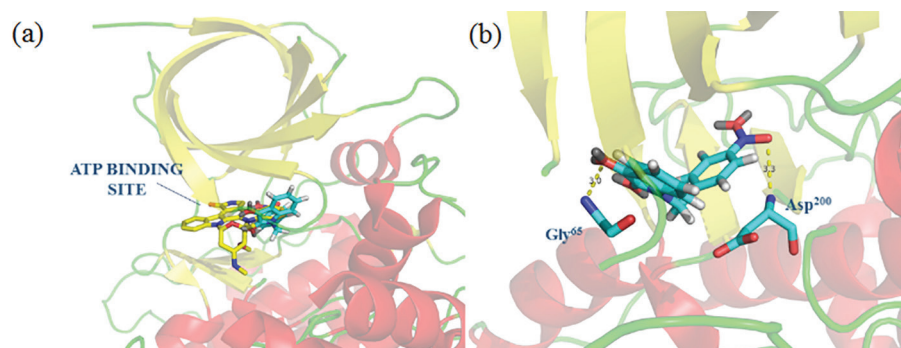 (a)
(b)
ATP BINDING
SITE
Gly⁶⁵
Asp²⁰⁰